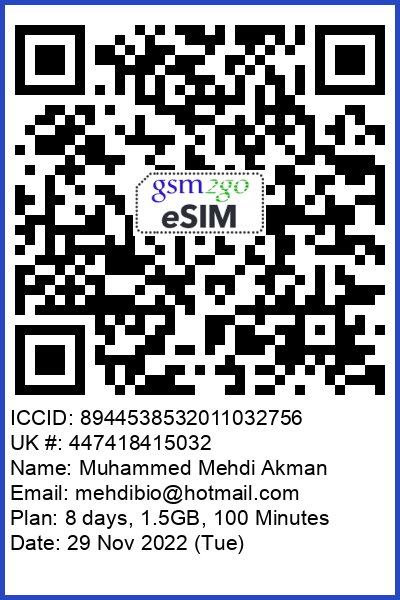 gsm2go
eSIM
ICCID: 8944538532011032756
UK #: 447418415032
Name: Muhammed Mehdi Akman
Email: mehdibio@hotmail.com
Plan: 8 days, 1.5GB, 100 Minutes
Date: 29 Nov 2022 (Tue)